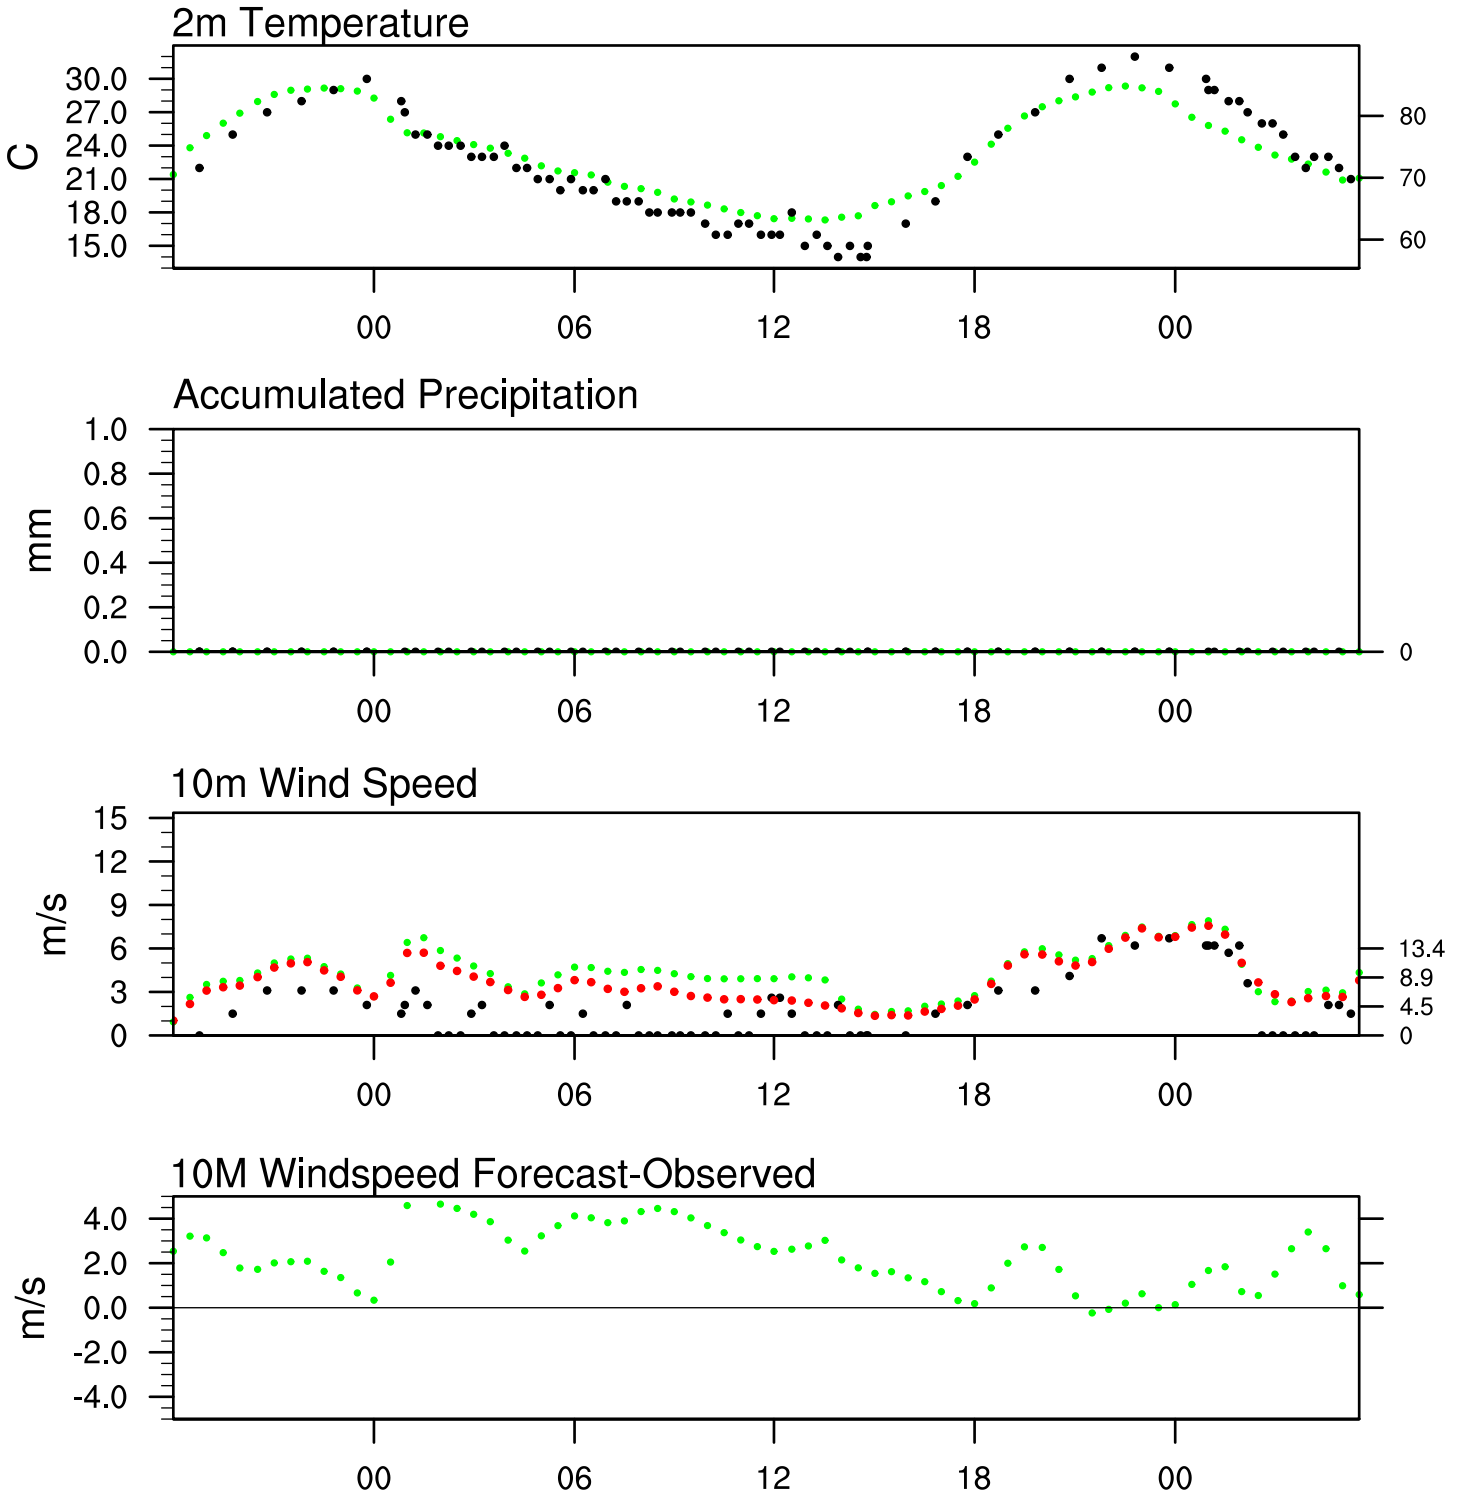 2m Temperature
C
30.0
27.0
24.0
21.0
18.0
15.0
80
70
60
00 06 12 18 00
Accumulated Precipitation
mm
1.0
0.8
0.6
0.4
0.2
0.0
0
00 06 12 18 00
10m Wind Speed
m/s
15
12
9
6
3
0
13.4
8.9
4.5
0
00 06 12 18 00
10M Windspeed Forecast-Observed
m/s
4.0
2.0
0.0
-2.0
-4.0
00 06 12 18 00